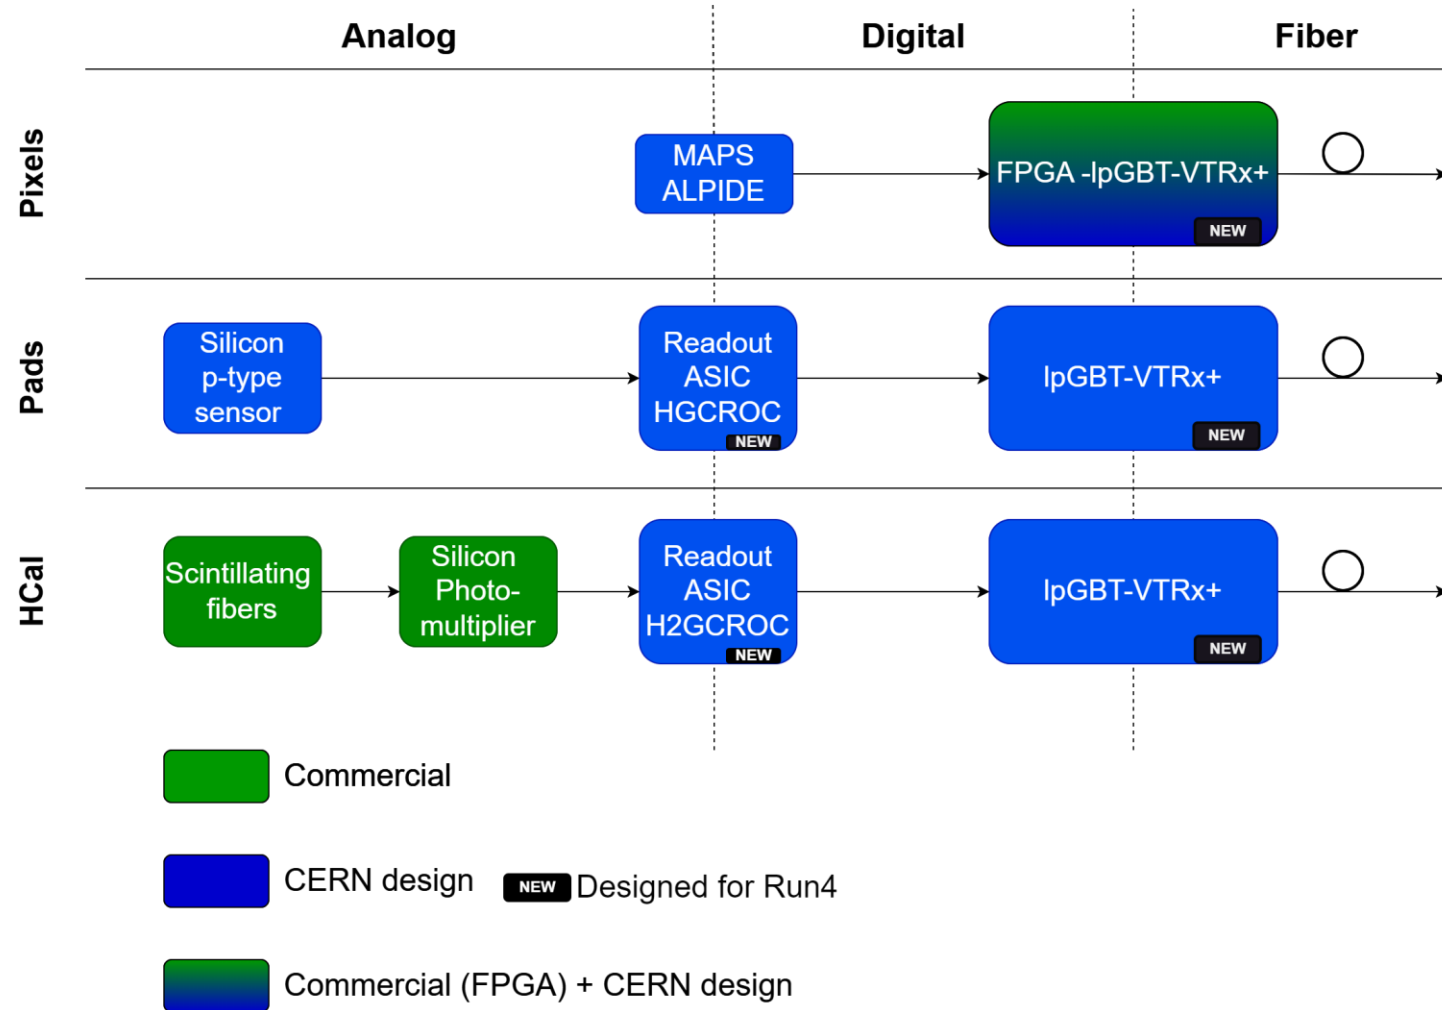 Analog
Digital
Fiber
Pixels
MAPS
ALPIDE
FPGA -lpGBT-VTRx+
NEW
Pads
Silicon
p-type
sensor
Readout
ASIC
HGCROC
NEW
lpGBT-VTRx+
NEW
HCal
Scintillating
fibers
Silicon
Photo-
multiplier
Readout
ASIC
H2GCROC
NEW
lpGBT-VTRx+
NEW
Commercial
CERN design
NEW Designed for Run4
Commercial (FPGA) + CERN design